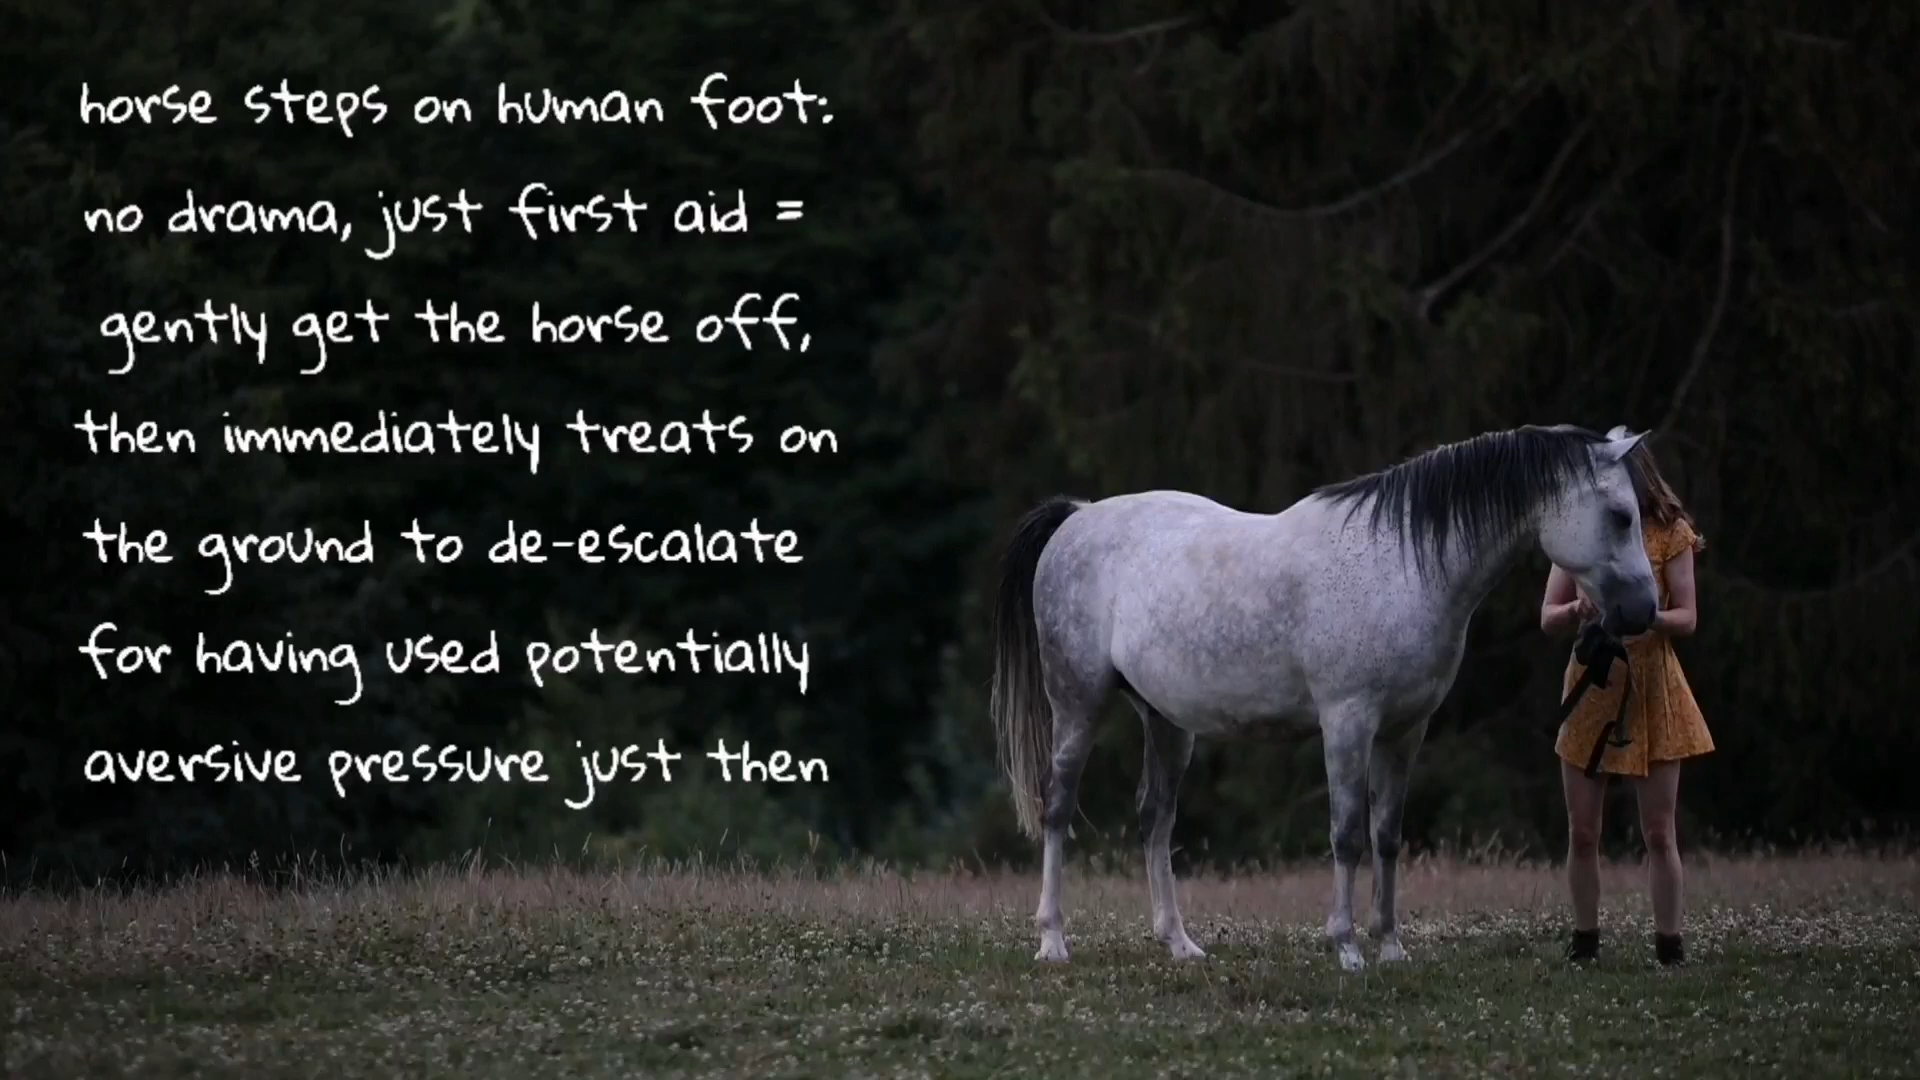 horse steps on human foot:
no drama, just first aid =
gently get the horse off,
then immediately treats on
the ground to de-escalate
for having used potentially
aversive pressure just then